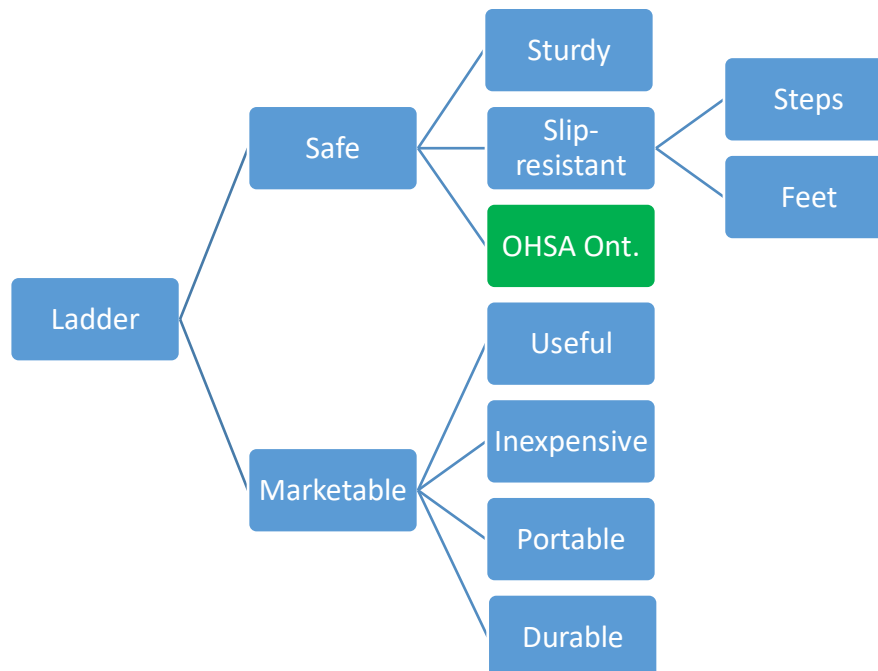 Ladder
Safe
Sturdy
Slip-
resistant
Steps
Feet
OHSA Ont.
Marketable
Useful
Inexpensive
Portable
Durable